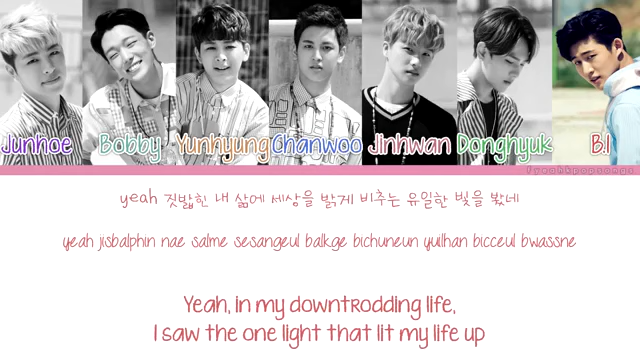 Junhoe Bobby Yunhyung Chanwoo Jinhwan Donghyuk B.I
fyeahkpopsongs
yeah 짓밟힌 내 삶에 세상을 밝게 비추는 유일한 빛을 봤네
yeah jisbalphin nae salme sesangeul balkge bichuneun yuilhan bicceul bwassne
Yeah, in my downtrodding life,
I saw the one light that lit my life up